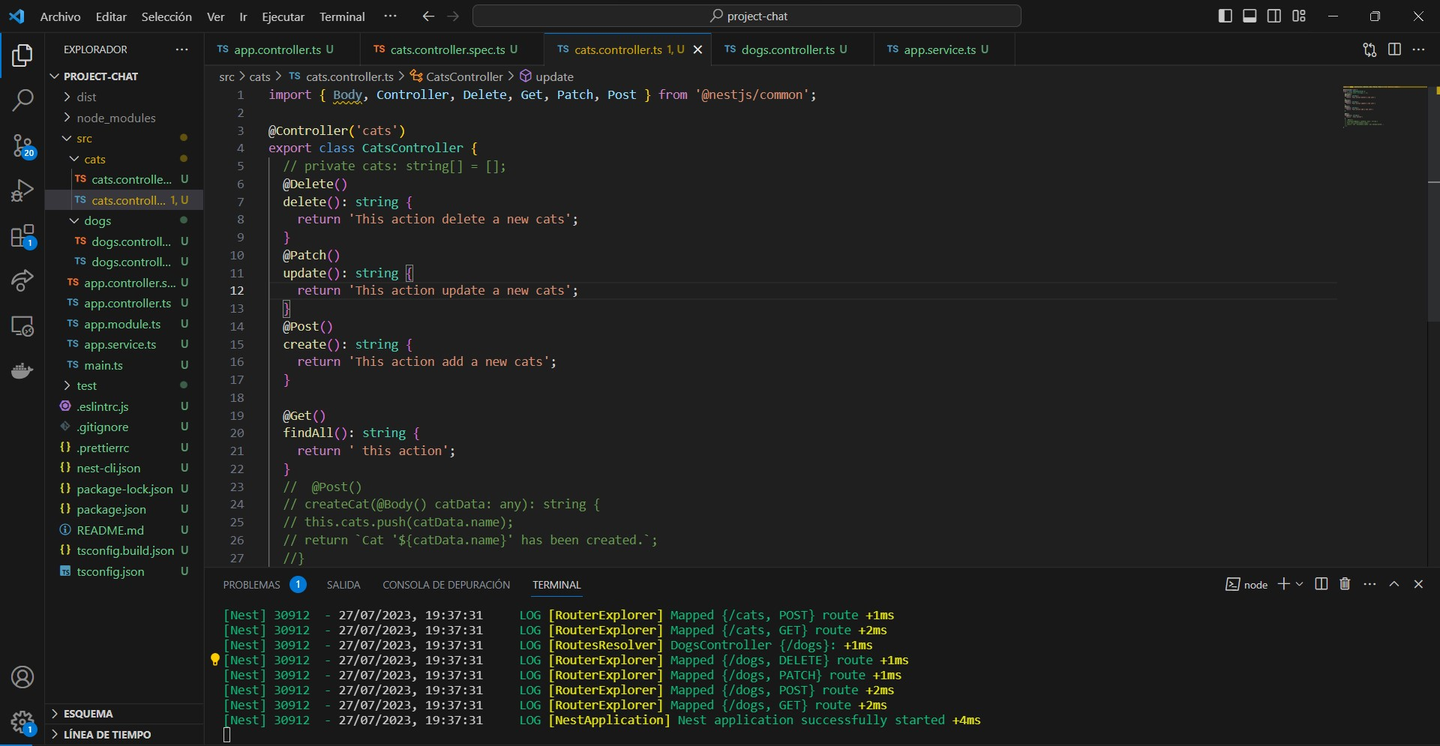 Archivo Editar Selección Ver Ir Ejecutar Terminal ··· project-chat
EXPLORADOR ···
PROJECT-CHAT
dist
node_modules
src
cats
TS cats.controlle... U
TS cats.controll... 1, U
dogs
TS dogs.controll... U
TS dogs.controll... U
TS app.controller.s... U
TS app.controller.ts U
TS app.module.ts U
TS app.service.ts U
TS main.ts U
test
.eslintrc.js U
.gitignore U
{} .prettierrc U
{} nest-cli.json U
{} package-lock.json U
{} package.json U
README.md U
{} tsconfig.build.json U
TS tsconfig.json U
ESQUEMA
LÍNEA DE TIEMPO
20
1
1
TS app.controller.ts U TS cats.controller.spec.ts U TS cats.controller.ts 1, U TS dogs.controller.ts U TS app.service.ts U
src > cats > TS cats.controller.ts > CatsController > update
1 import { Body, Controller, Delete, Get, Patch, Post } from '@nestjs/common';
2
3 @Controller('cats')
4 export class CatsController {
5 // private cats: string[] = [];
6 @Delete()
7 delete(): string {
8 return 'This action delete a new cats';
9 }
10 @Patch()
11 update(): string {
12 return 'This action update a new cats';
13 }
14 @Post()
15 create(): string {
16 return 'This action add a new cats';
17 }
18
19 @Get()
20 findAll(): string {
21 return ' this action';
22 }
23 //  @Post()
24 // createCat(@Body() catData: any): string {
25 // this.cats.push(catData.name);
26 // return `Cat '${catData.name}' has been created.`;
27 //}
PROBLEMAS 1 SALIDA CONSOLA DE DEPURACIÓN TERMINAL node
[Nest] 30912  - 27/07/2023, 19:37:31     LOG [RouterExplorer] Mapped {/cats, POST} route +1ms
[Nest] 30912  - 27/07/2023, 19:37:31     LOG [RouterExplorer] Mapped {/cats, GET} route +2ms
[Nest] 30912  - 27/07/2023, 19:37:31     LOG [RoutesResolver] DogsController {/dogs}: +1ms
[Nest] 30912  - 27/07/2023, 19:37:31     LOG [RouterExplorer] Mapped {/dogs, DELETE} route +1ms
[Nest] 30912  - 27/07/2023, 19:37:31     LOG [RouterExplorer] Mapped {/dogs, PATCH} route +1ms
[Nest] 30912  - 27/07/2023, 19:37:31     LOG [RouterExplorer] Mapped {/dogs, POST} route +2ms
[Nest] 30912  - 27/07/2023, 19:37:31     LOG [RouterExplorer] Mapped {/dogs, GET} route +2ms
[Nest] 30912  - 27/07/2023, 19:37:31     LOG [NestApplication] Nest application successfully started +4ms